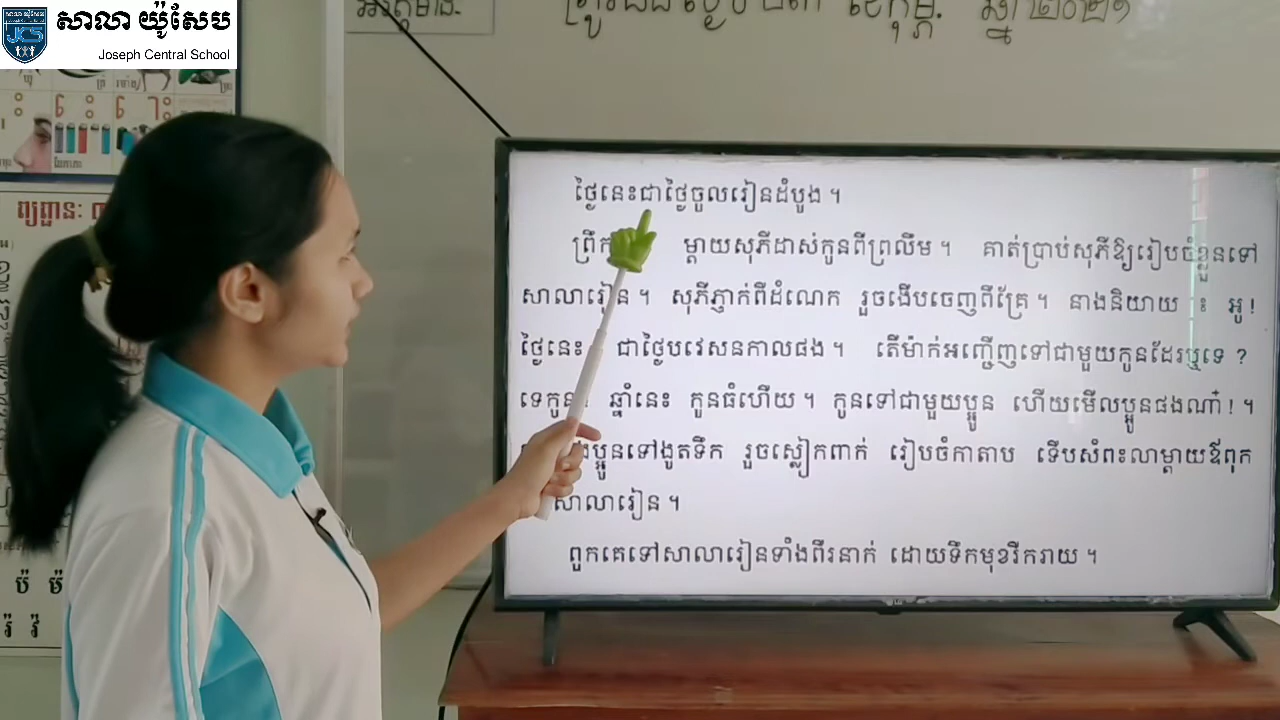 សាលា យ៉ូសែប
Joseph Central School
JCS
ថ្ងៃនេះជាថ្ងៃចូលរៀនដំបូង ។
ព្រឹក ម្ដាយសុភីដាស់កូនពីព្រលឹម ។ គាត់ប្រាប់សុភីឱ្យរៀបចំខ្លួនទៅ
សាលារៀន ។ សុភីភ្ញាក់ពីដំណេក រួចងើបចេញពីគ្រែ ។ នាងនិយាយ ៖ អូ !
ថ្ងៃនេះ ជាថ្ងៃបវេសនកាលផង ។ តើម៉ាក់អញ្ជើញទៅជាមួយកូនដែរឬទេ ?
ទេកូន ឆ្នាំនេះ កូនធំហើយ ។ កូនទៅជាមួយប្អូន ហើយមើលប្អូនផងណា៎ ! ។
ប្អូនទៅងូតទឹក រួចស្លៀកពាក់ រៀបចំកាតាប ទើបសំពះលាម្ដាយឪពុក
សាលារៀន ។
ពួកគេទៅសាលារៀនទាំងពីរនាក់ ដោយទឹកមុខរីករាយ ។